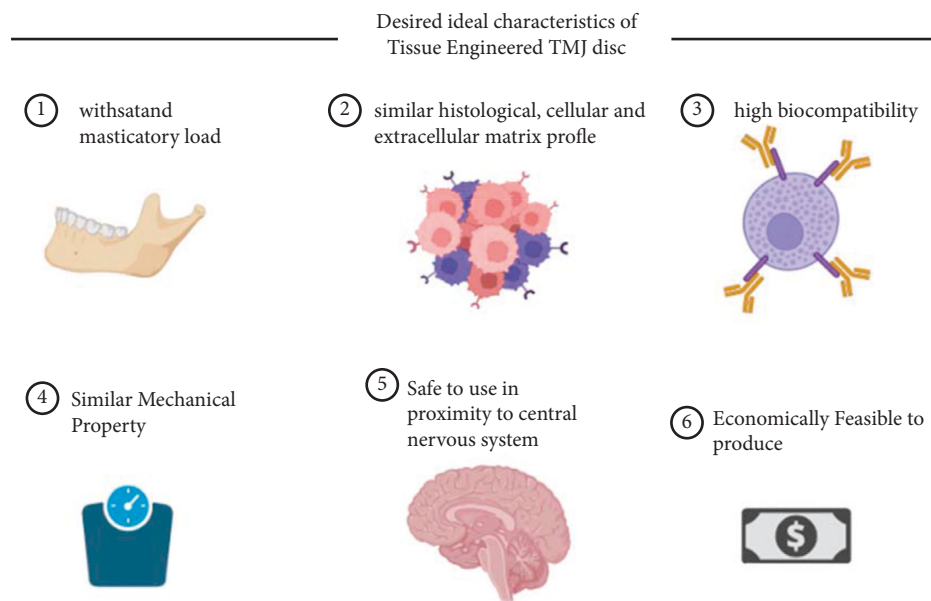 Desired ideal characteristics of
Tissue Engineered TMJ disc
1 withsatand
masticatory load
2 similar histological, cellular and
extracellular matrix profle
3 high biocompatibility
4 Similar Mechanical
Property
5 Safe to use in
proximity to central
nervous system
6 Economically Feasible to
produce
$